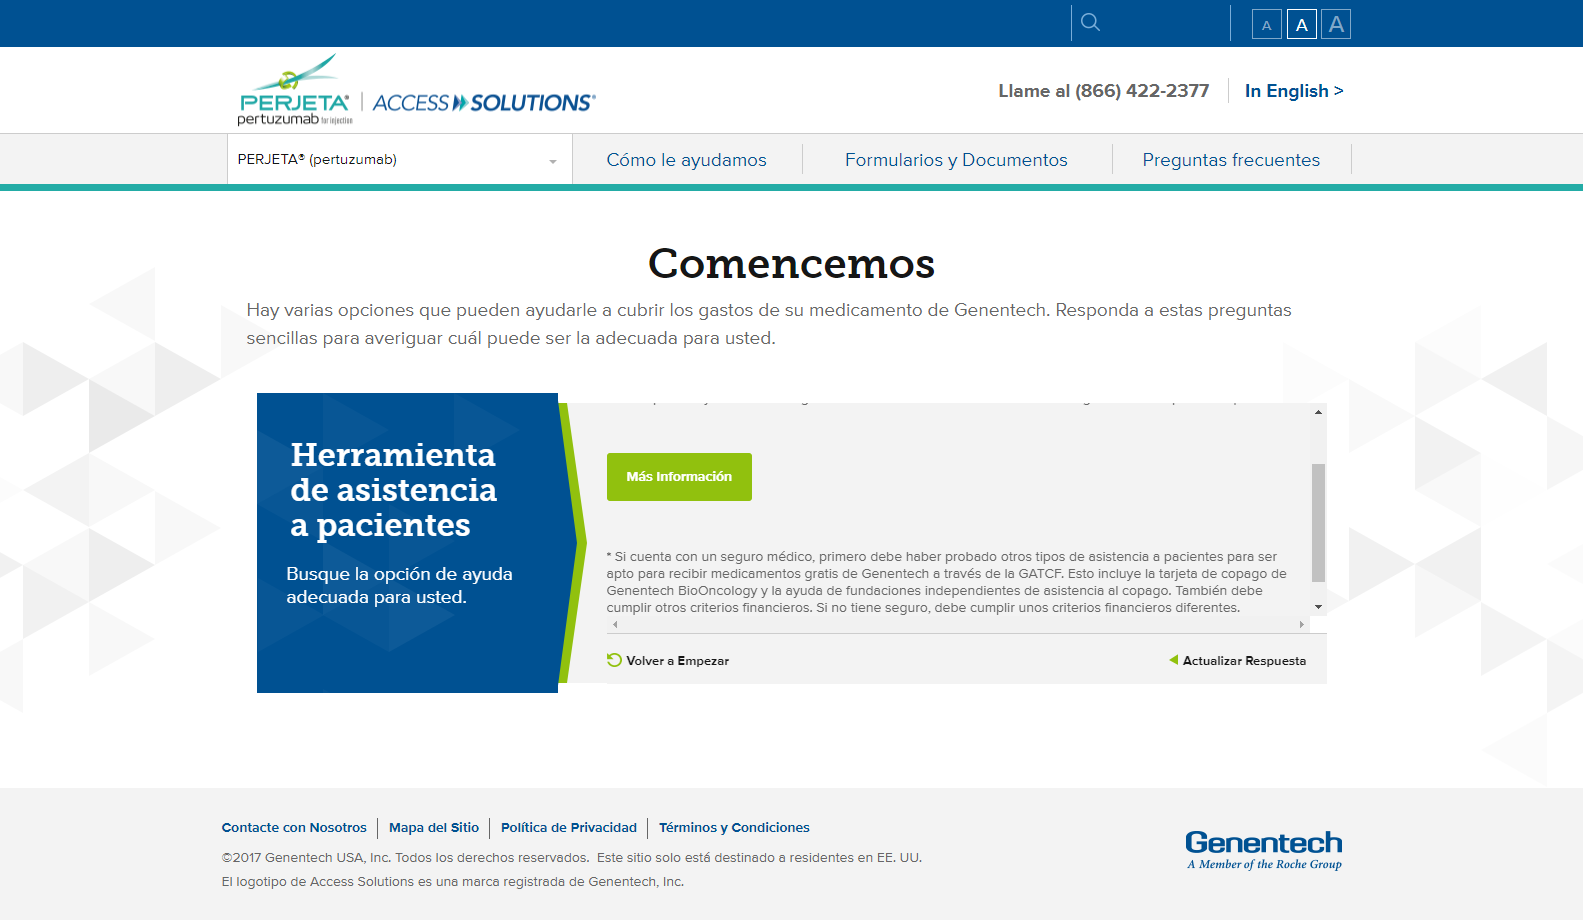 A A A
PERJETA®
pertuzumab for injection
ACCESS SOLUTIONS®
Llame al (866) 422-2377
In English >
PERJETA® (pertuzumab)
Cómo le ayudamos
Formularios y Documentos
Preguntas frecuentes
Comencemos
Hay varias opciones que pueden ayudarle a cubrir los gastos de su medicamento de Genentech. Responda a estas preguntas
sencillas para averiguar cuál puede ser la adecuada para usted.
Herramienta
de asistencia
a pacientes
Busque la opción de ayuda
adecuada para usted.
Más Información
* Si cuenta con un seguro médico, primero debe haber probado otros tipos de asistencia a pacientes para ser
apto para recibir medicamentos gratis de Genentech a través de la GATCF. Esto incluye la tarjeta de copago de
Genentech BioOncology y la ayuda de fundaciones independientes de asistencia al copago. También debe
cumplir otros criterios financieros. Si no tiene seguro, debe cumplir unos criterios financieros diferentes.
Volver a Empezar
Actualizar Respuesta
Contacte con Nosotros
Mapa del Sitio
Política de Privacidad
Términos y Condiciones
©2017 Genentech USA, Inc. Todos los derechos reservados. Este sitio solo está destinado a residentes en EE. UU.
El logotipo de Access Solutions es una marca registrada de Genentech, Inc.
Genentech
A Member of the Roche Group